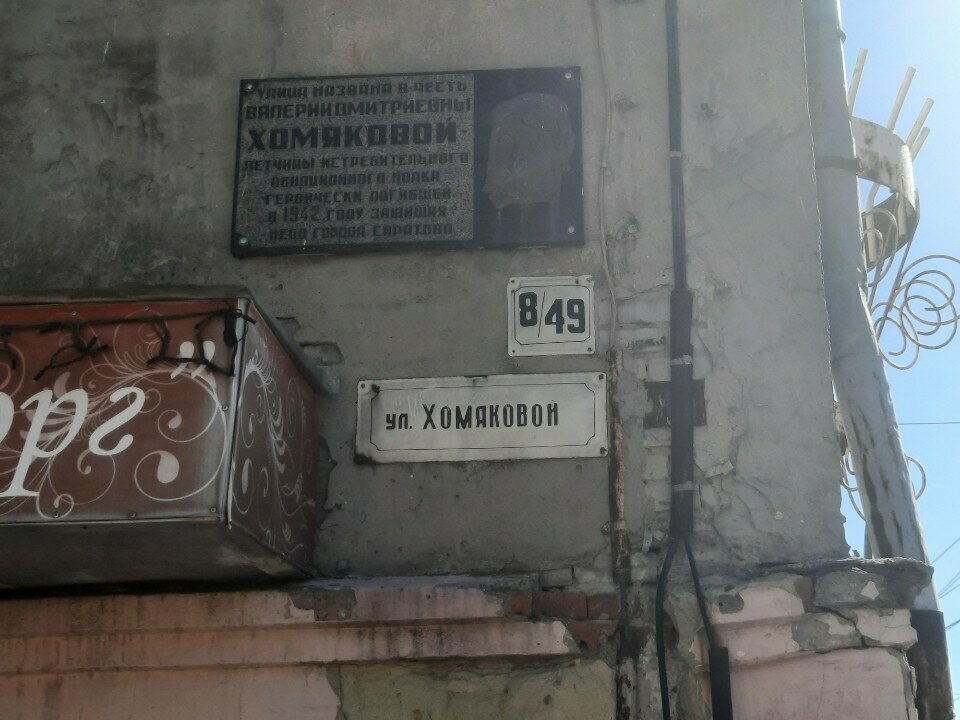 УЛИЦА НАЗВАНА В ЧЕСТЬ
ВАЛЕРИИ ДМИТРИЕВНЫ
ХОМЯКОВОЙ-
ЛЕТЧИЦЫ ИСТРЕБИТЕЛЬНОГО
АВИАЦИОННОГО ПОЛКА
ГЕРОИЧЕСКИ ПОГИБШЕЙ
В 1942 ГОДУ ЗАЩИЩАЯ
НЕБО ГОРОДА САРАТОВА
8/49
ул. ХОМЯКОВОЙ